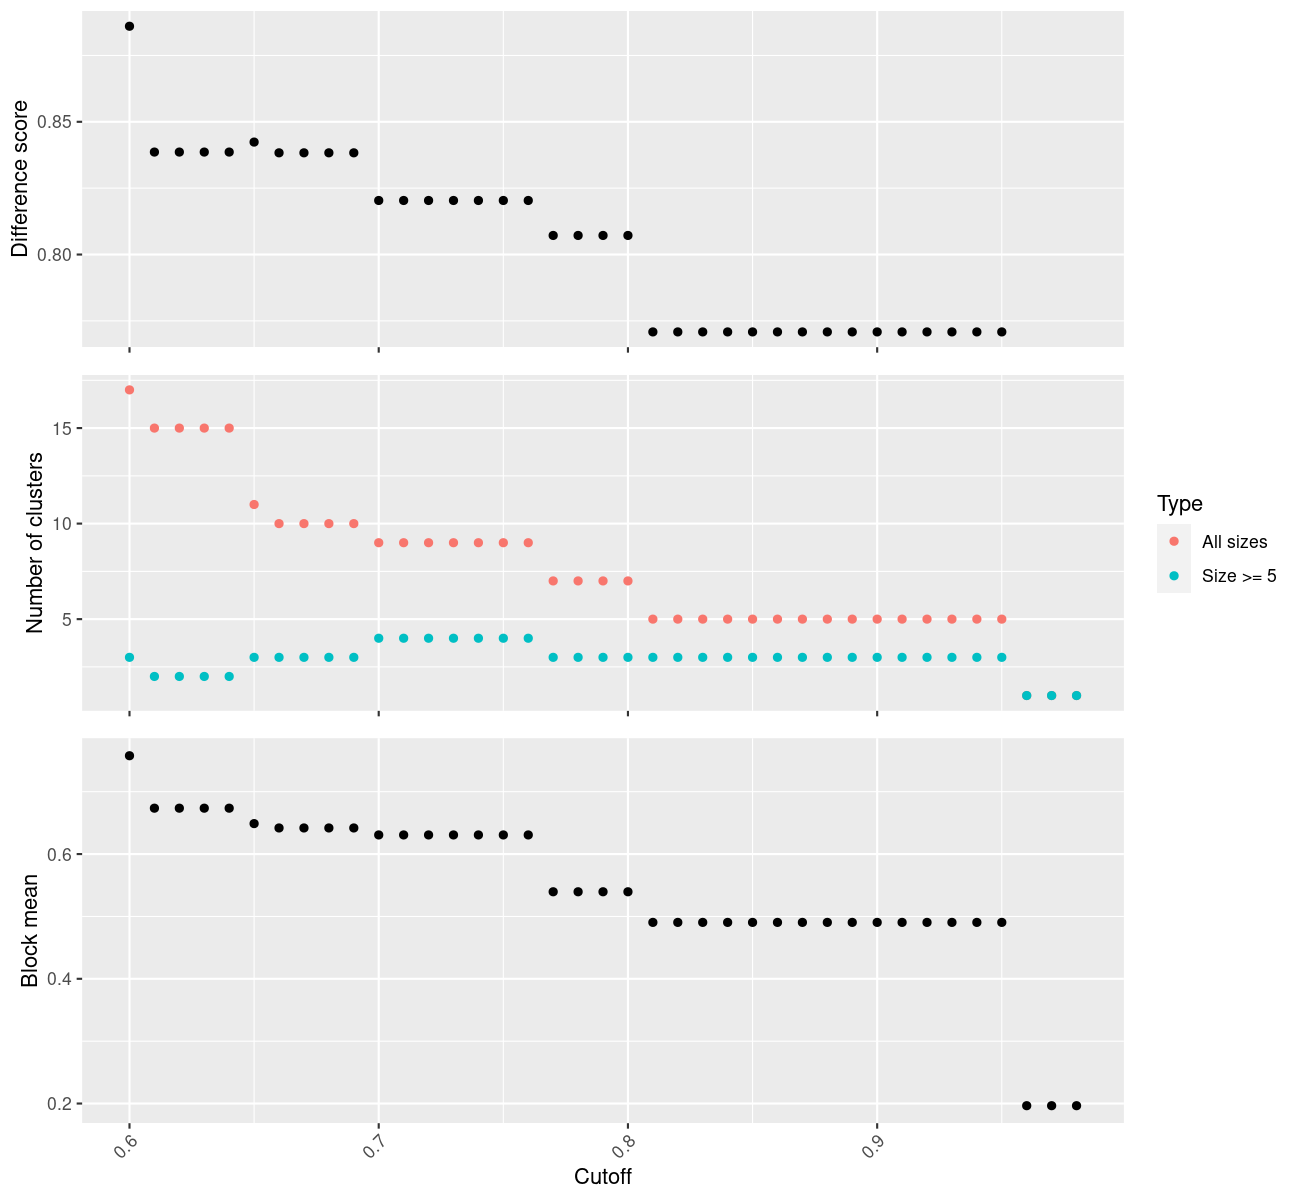 Difference score
0.85
0.80
Number of clusters
15
10
5
Type
All sizes
Size >= 5
Block mean
0.6
0.4
0.2
0.6
0.7
0.8
0.9
Cutoff